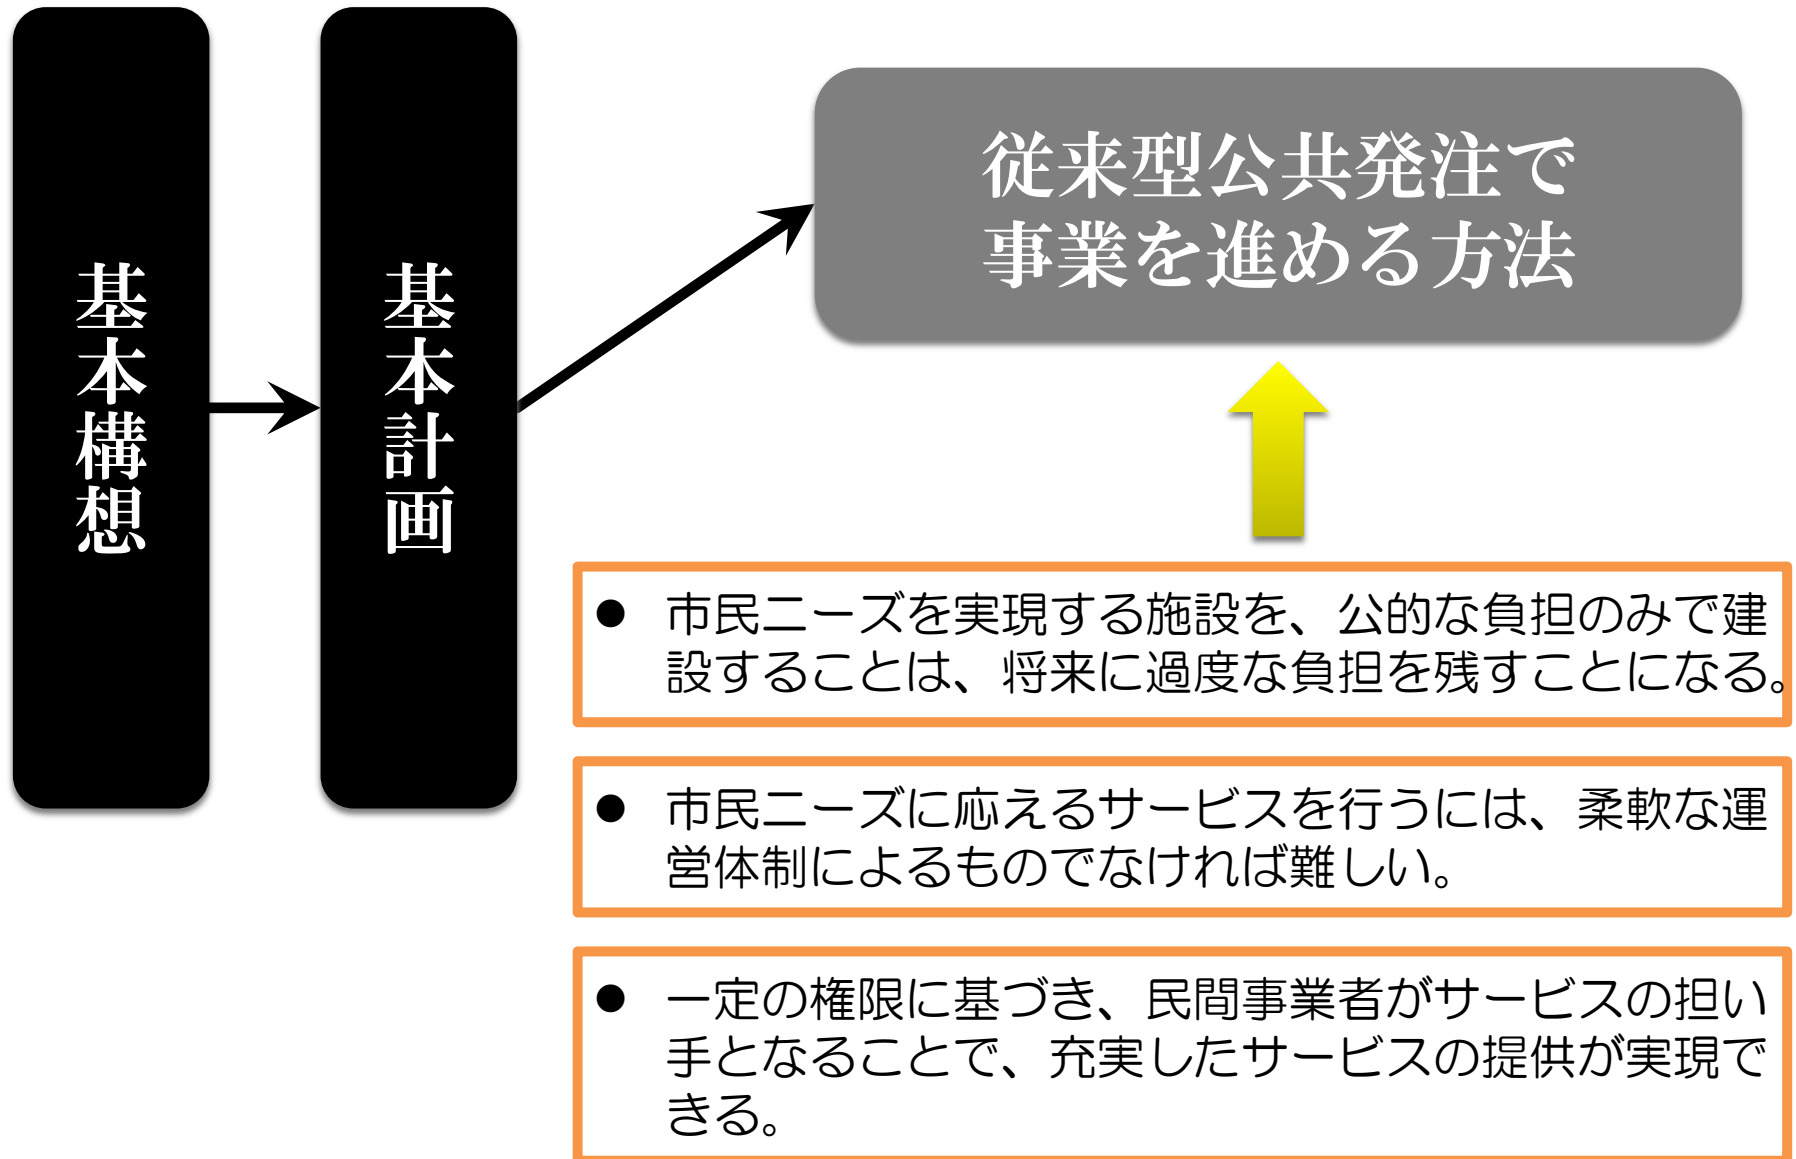 基本構想
基本計画
従来型公共発注で
事業を進める方法
● 市民ニーズを実現する施設を、公的な負担のみで建
設することは、将来に過度な負担を残すことになる。
● 市民ニーズに応えるサービスを行うには、柔軟な運
営体制によるものでなければ難しい。
● 一定の権限に基づき、民間事業者がサービスの担い
手となることで、充実したサービスの提供が実現で
きる。